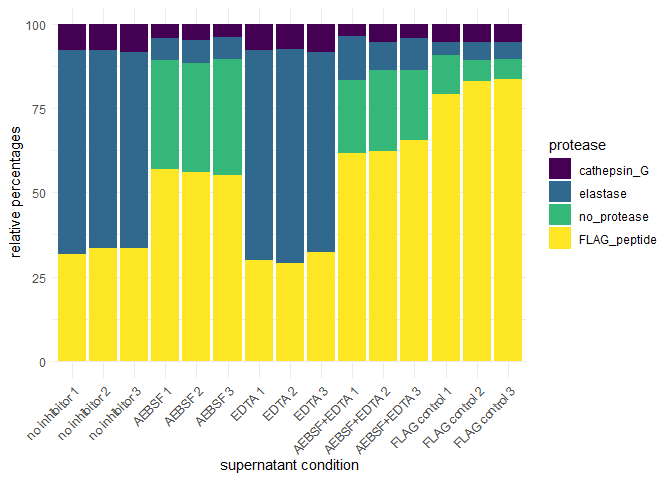 100
75
50
25
0
relative percentages
no inhibitor 1
no inhibitor 2
no inhibitor 3
AEBSF 1
AEBSF 2
AEBSF 3
EDTA 1
EDTA 2
EDTA 3
AEBSF+EDTA 1
AEBSF+EDTA 2
AEBSF+EDTA 3
FLAG control 1
FLAG control 2
FLAG control 3
supernatant condition
protease
cathepsin_G
elastase
no_protease
FLAG_peptide